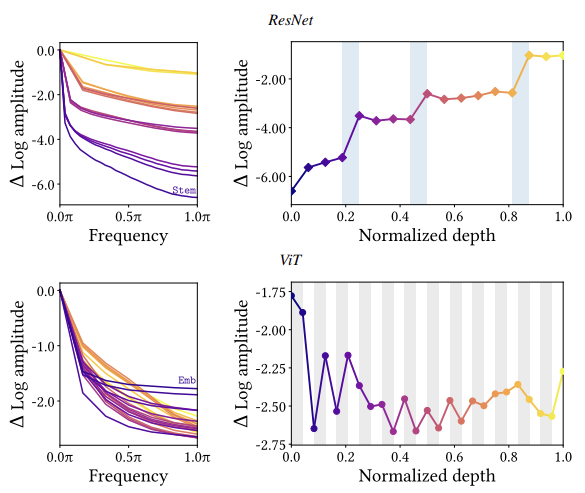 ResNet
Δ Log amplitude
0.0
-2.0
-4.0
-6.0
Stem
0.0π
0.5π
1.0π
Frequency
Δ Log amplitude
-2.00
-4.00
-6.00
0.0
0.2
0.4
0.6
0.8
1.0
Normalized depth
ViT
Δ Log amplitude
0.0
-1.0
-2.0
Emb
0.0π
0.5π
1.0π
Frequency
Δ Log amplitude
-1.75
-2.00
-2.25
-2.50
-2.75
0.0
0.2
0.4
0.6
0.8
1.0
Normalized depth